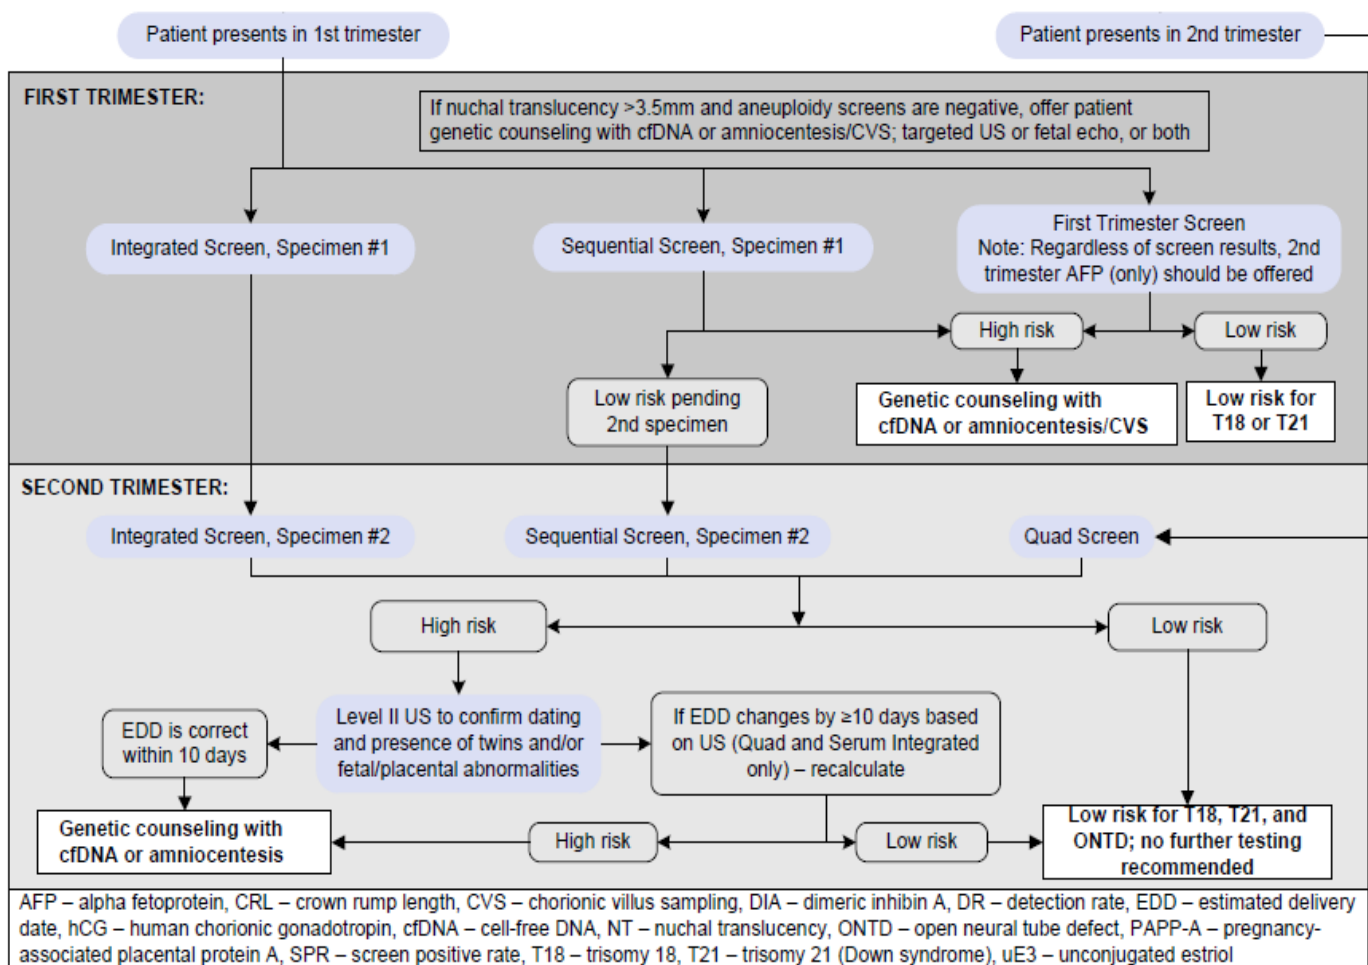 Patient presents in 1st trimester
Patient presents in 2nd trimester
FIRST TRIMESTER:
If nuchal translucency >3.5mm and aneuploidy screens are negative, offer patient
genetic counseling with cfDNA or amniocentesis/CVS; targeted US or fetal echo, or both
Integrated Screen, Specimen #1
Sequential Screen, Specimen #1
First Trimester Screen
Note: Regardless of screen results, 2nd
trimester AFP (only) should be offered
High risk
Low risk
Low risk pending
2nd specimen
Genetic counseling with
cfDNA or amniocentesis/CVS
Low risk for
T18 or T21
SECOND TRIMESTER:
Integrated Screen, Specimen #2
Sequential Screen, Specimen #2
Quad Screen
High risk
Low risk
EDD is correct
within 10 days
Level II US to confirm dating
and presence of twins and/or
fetal/placental abnormalities
If EDD changes by ≥10 days based
on US (Quad and Serum Integrated
only) – recalculate
Genetic counseling with
cfDNA or amniocentesis
High risk
Low risk
Low risk for T18, T21, and
ONTD; no further testing
recommended
AFP – alpha fetoprotein, CRL – crown rump length, CVS – chorionic villus sampling, DIA – dimeric inhibin A, DR – detection rate, EDD – estimated delivery
date, hCG – human chorionic gonadotropin, cfDNA – cell-free DNA, NT – nuchal translucency, ONTD – open neural tube defect, PAPP-A – pregnancy-
associated placental protein A, SPR – screen positive rate, T18 – trisomy 18, T21 – trisomy 21 (Down syndrome), uE3 – unconjugated estriol